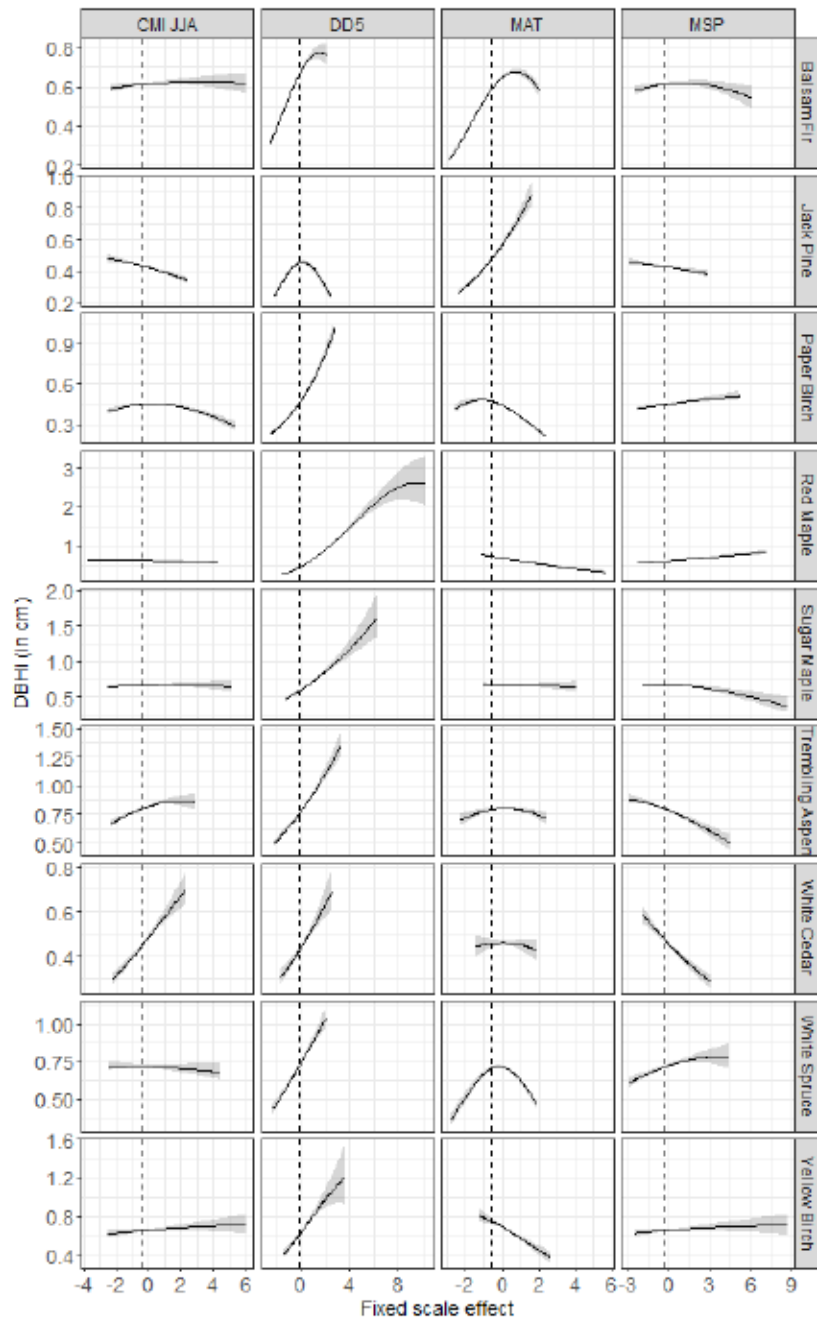 CMI JJA DD5 MAT MSP
0.8
0.6
0.4
0.2
Balsam Fir
1.0
0.8
0.6
0.4
0.2
Jack Pine
0.9
0.6
0.3
Paper Birch
3
2
1
Red Maple
2.0
1.5
1.0
0.5
Sugar Maple
1.50
1.25
1.00
0.75
0.50
Trembling Aspen
0.8
0.6
0.4
White Cedar
1.00
0.75
0.50
White Spruce
1.6
1.2
0.8
0.4
Yellow Birch
DBHI (in cm)
-4 -2 0 2 4 6 0 4 8 -2 0 2 4 6 -3 0 3 6 9
Fixed scale effect